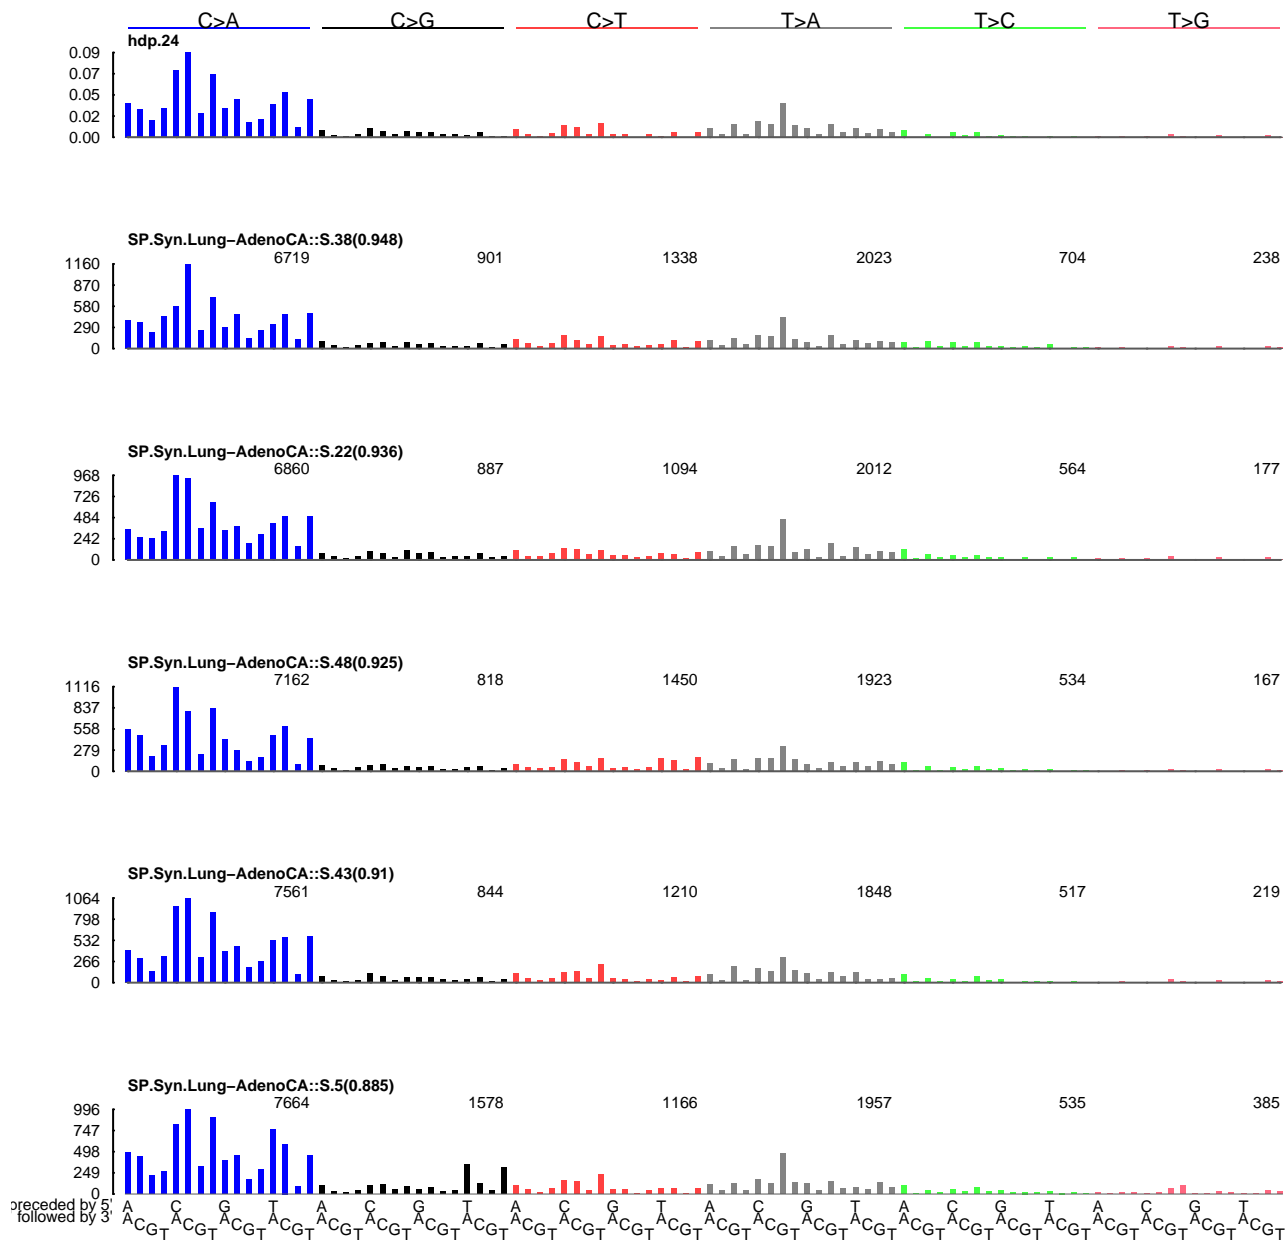 C>A C>G C>T T>A T>C T>G
hdp.24
0.09
0.07
0.05
0.02
0.00
SP.Syn.Lung−AdenoCA::S.38(0.948)
6719 901 1338 2023 704 238
1160
870
580
290
0
SP.Syn.Lung−AdenoCA::S.22(0.936)
6860 887 1094 2012 564 177
968
726
484
242
0
SP.Syn.Lung−AdenoCA::S.48(0.925)
7162 818 1450 1923 534 167
1116
837
558
279
0
SP.Syn.Lung−AdenoCA::S.43(0.91)
7561 844 1210 1848 517 219
1064
798
532
266
0
SP.Syn.Lung−AdenoCA::S.5(0.885)
7664 1578 1166 1957 535 385
996
747
498
249
0
preceded by 5' A C G T A C G T A C G T A C G T A C G T A C G T
followed by 3' A C G T A C G T A C G T A C G T A C G T A C G T A C G T A C G T A C G T A C G T A C G T A C G T A C G T A C G T A C G T A C G T A C G T A C G T A C G T A C G T A C G T A C G T A C G T A C G T